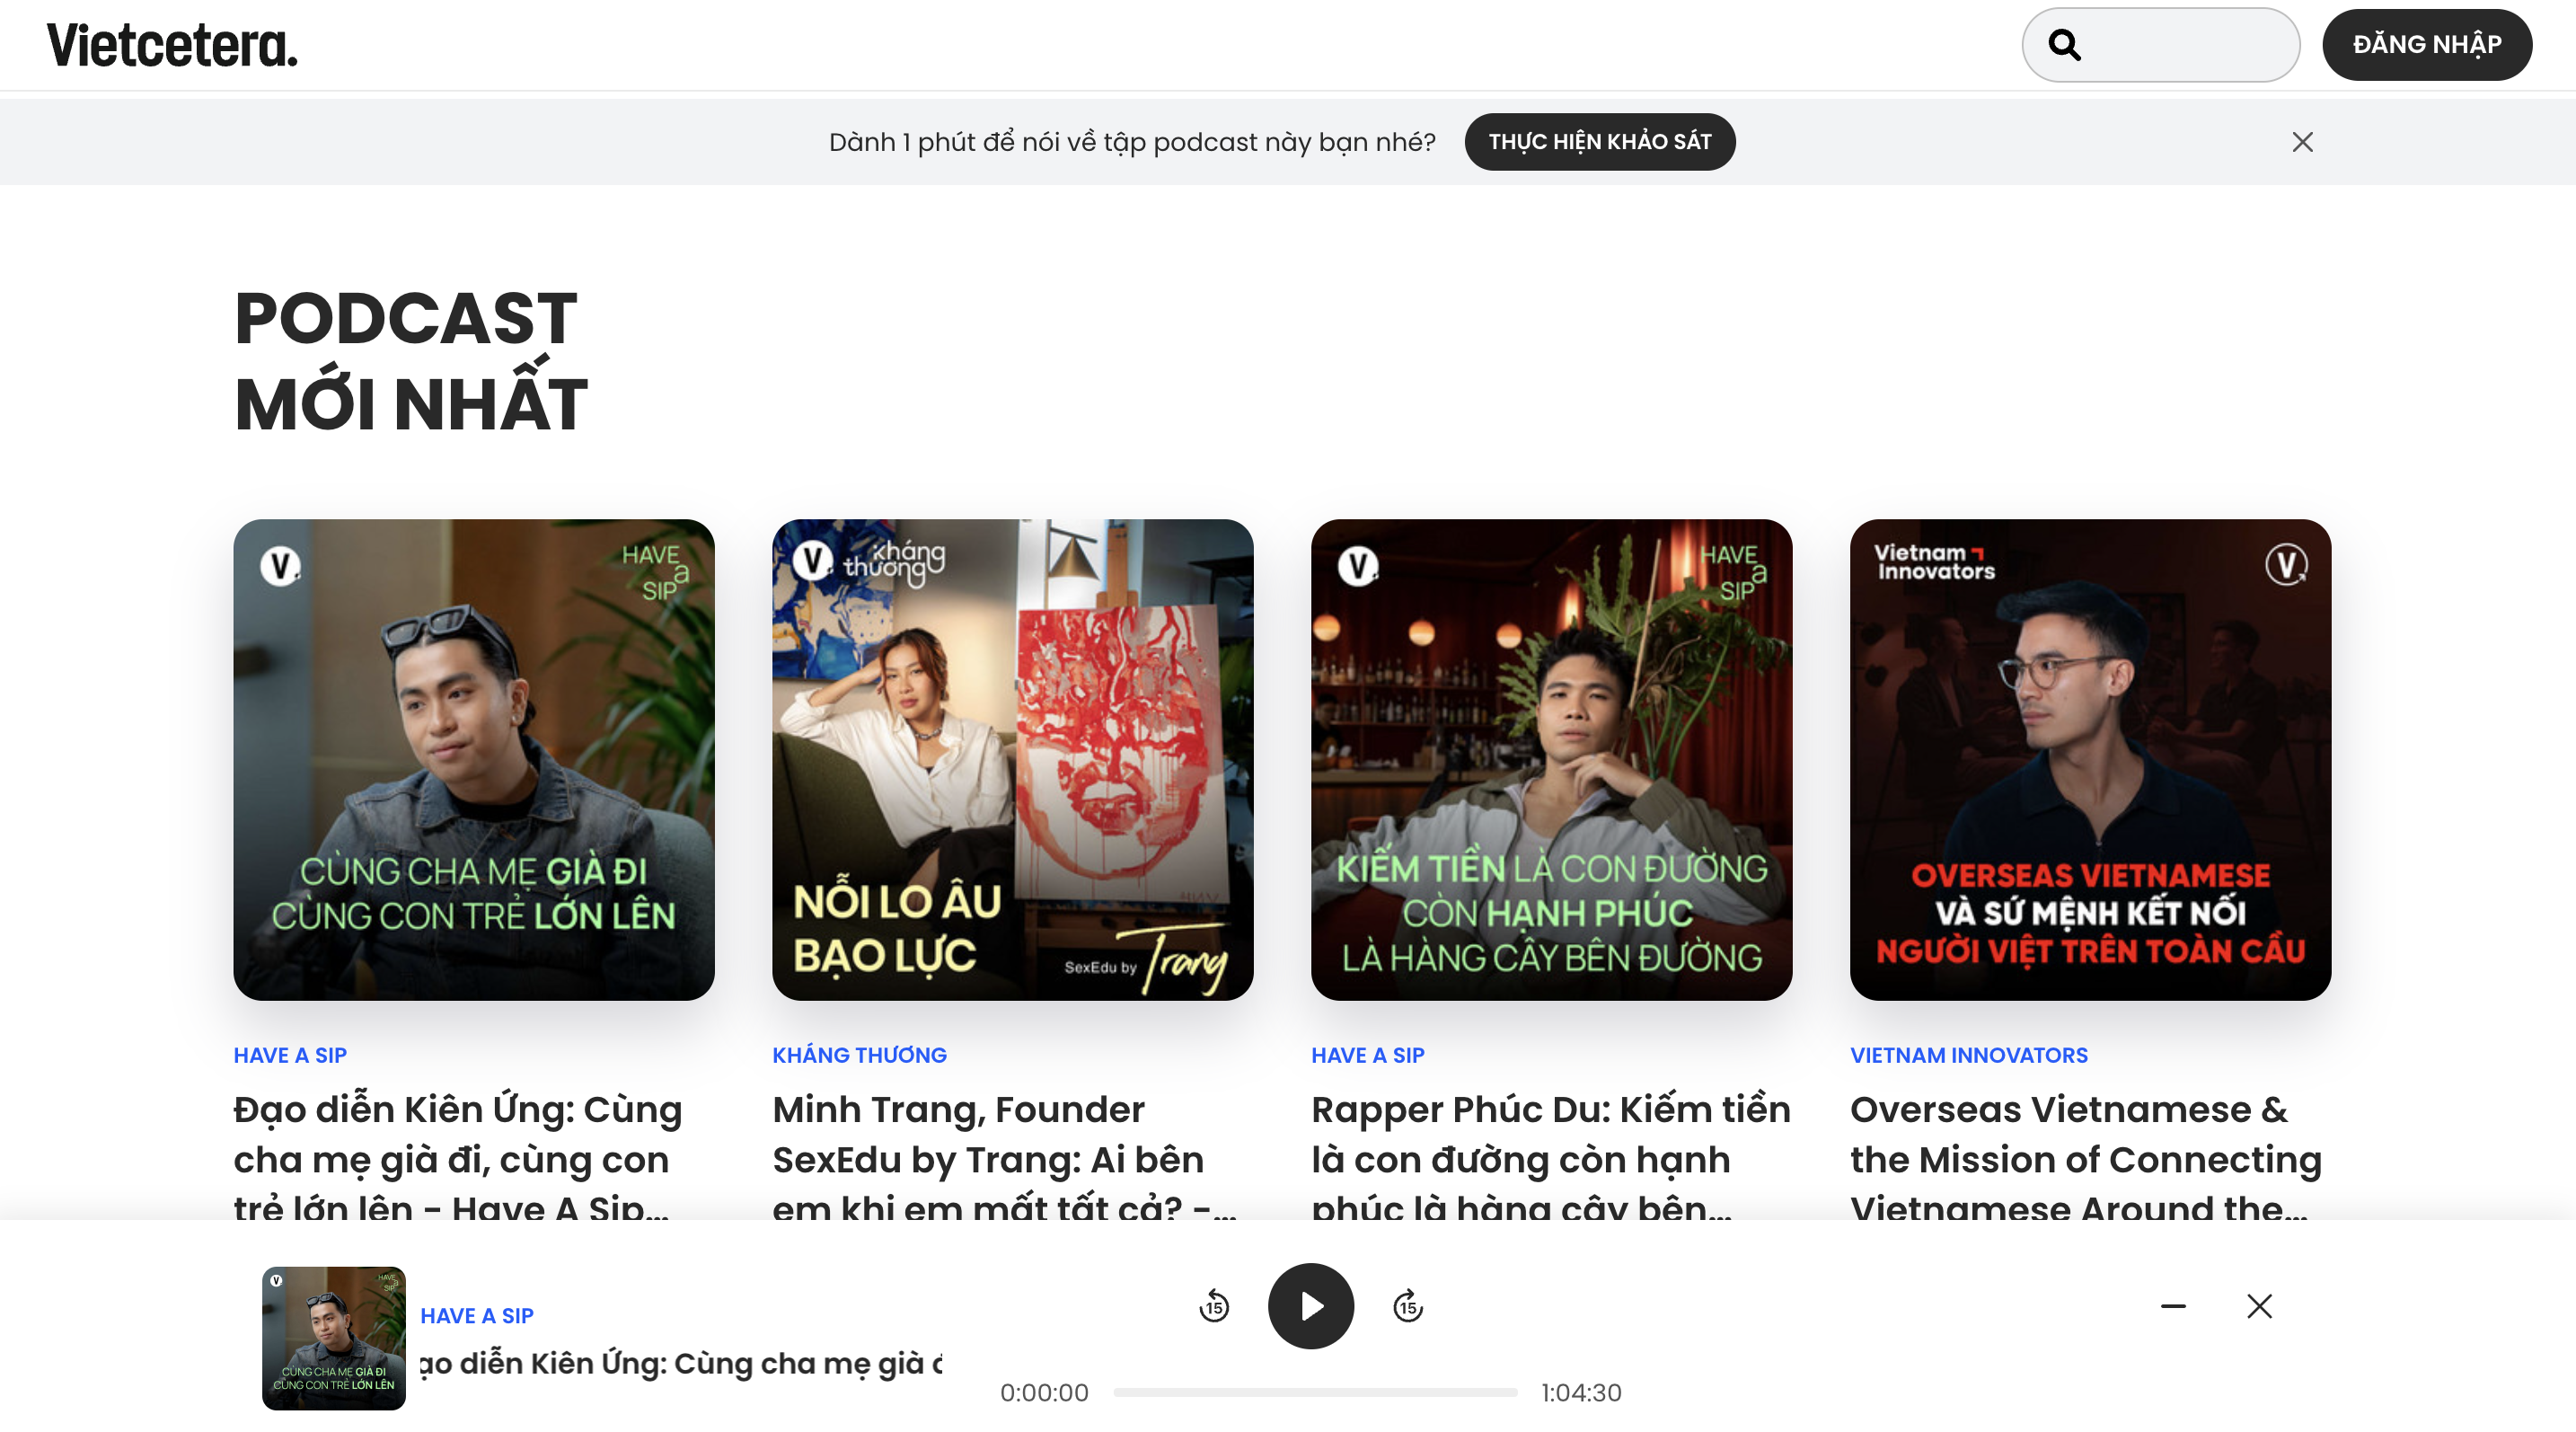 Vietcetera.
ĐĂNG NHẬP
Dành 1 phút để nói về tập podcast này bạn nhé?
THỰC HIỆN KHẢO SÁT
PODCAST
MỚI NHẤT
V.
HAVE
a
SIP
CÙNG CHA MẸ GIÀ ĐI
CÙNG CON TRẺ LỚN LÊN
HAVE A SIP
Đạo diễn Kiên Ứng: Cùng
cha mẹ già đi, cùng con
trẻ lớn lên - Have A Sip...
V.
kháng
thương
NỖI LO ÂU
BẠO LỰC
SexEdu by Trang
KHÁNG THƯƠNG
Minh Trang, Founder
SexEdu by Trang: Ai bên
em khi em mất tất cả? -...
V.
HAVE
a
SIP
KIẾM TIỀN LÀ CON ĐƯỜNG
CÒN HẠNH PHÚC
LÀ HÀNG CÂY BÊN ĐƯỜNG
HAVE A SIP
Rapper Phúc Du: Kiếm tiền
là con đường còn hạnh
phúc là hàng cây bên...
Vietnam
Innovators
V
OVERSEAS VIETNAMESE
VÀ SỨ MỆNH KẾT NỐI
NGƯỜI VIỆT TRÊN TOÀN CẦU
VIETNAM INNOVATORS
Overseas Vietnamese &
the Mission of Connecting
Vietnamese Around the...
V
HAVE
a
SIP
CÙNG CHA MẸ GIÀ ĐI
CÙNG CON TRẺ LỚN LÊN
HAVE A SIP
ạo diễn Kiên Ứng: Cùng cha mẹ già
15
15
0:00:00
1:04:30